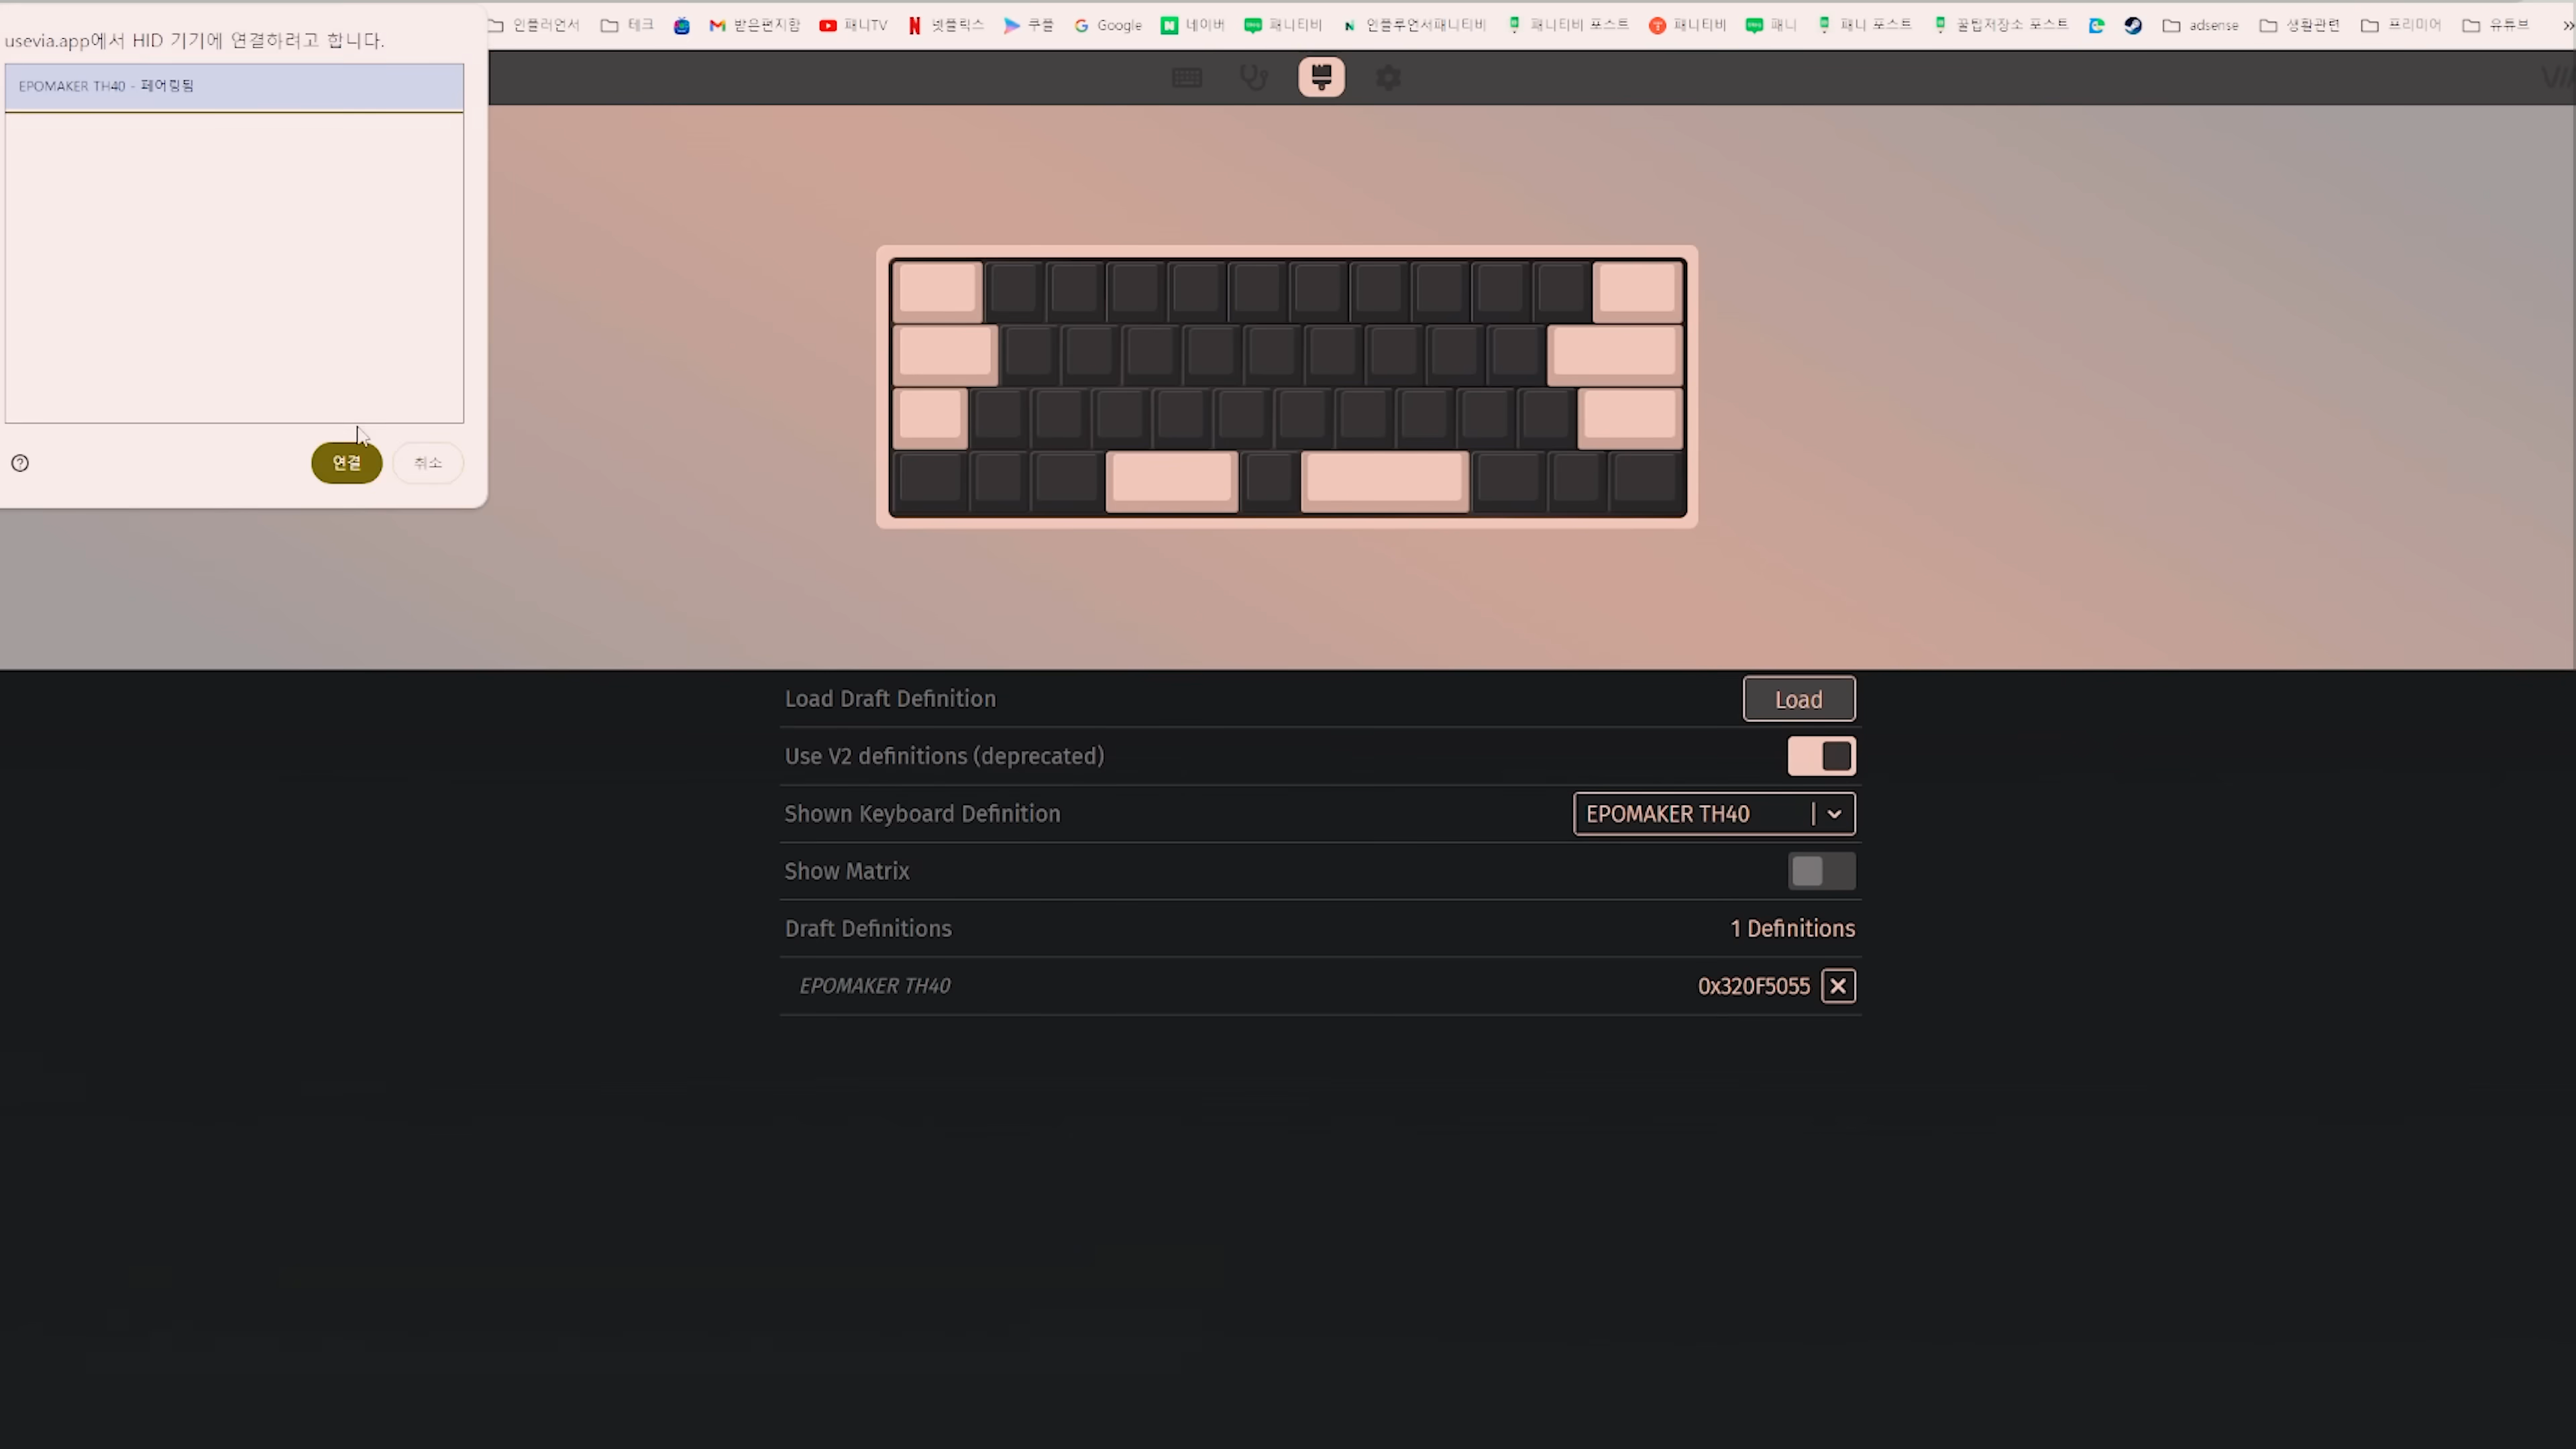 인플러언서 테크 받은편지함 패니TV 넷플릭스 쿠플 Google 네이버 패니티비 인플루언서패니티비 패니티비 포스트 패니티비 패니 패니 포스트 꿀팁저장소 포스트 adsense 생활관련 프리미어 유튜브 »
usevia.app에서 HID 기기에 연결하려고 합니다.
EPOMAKER TH40 - 페어링됨
연결 취소
Load Draft Definition Load
Use V2 definitions (deprecated)
Shown Keyboard Definition EPOMAKER TH40
Show Matrix
Draft Definitions 1 Definitions
EPOMAKER TH40 0x320F5055